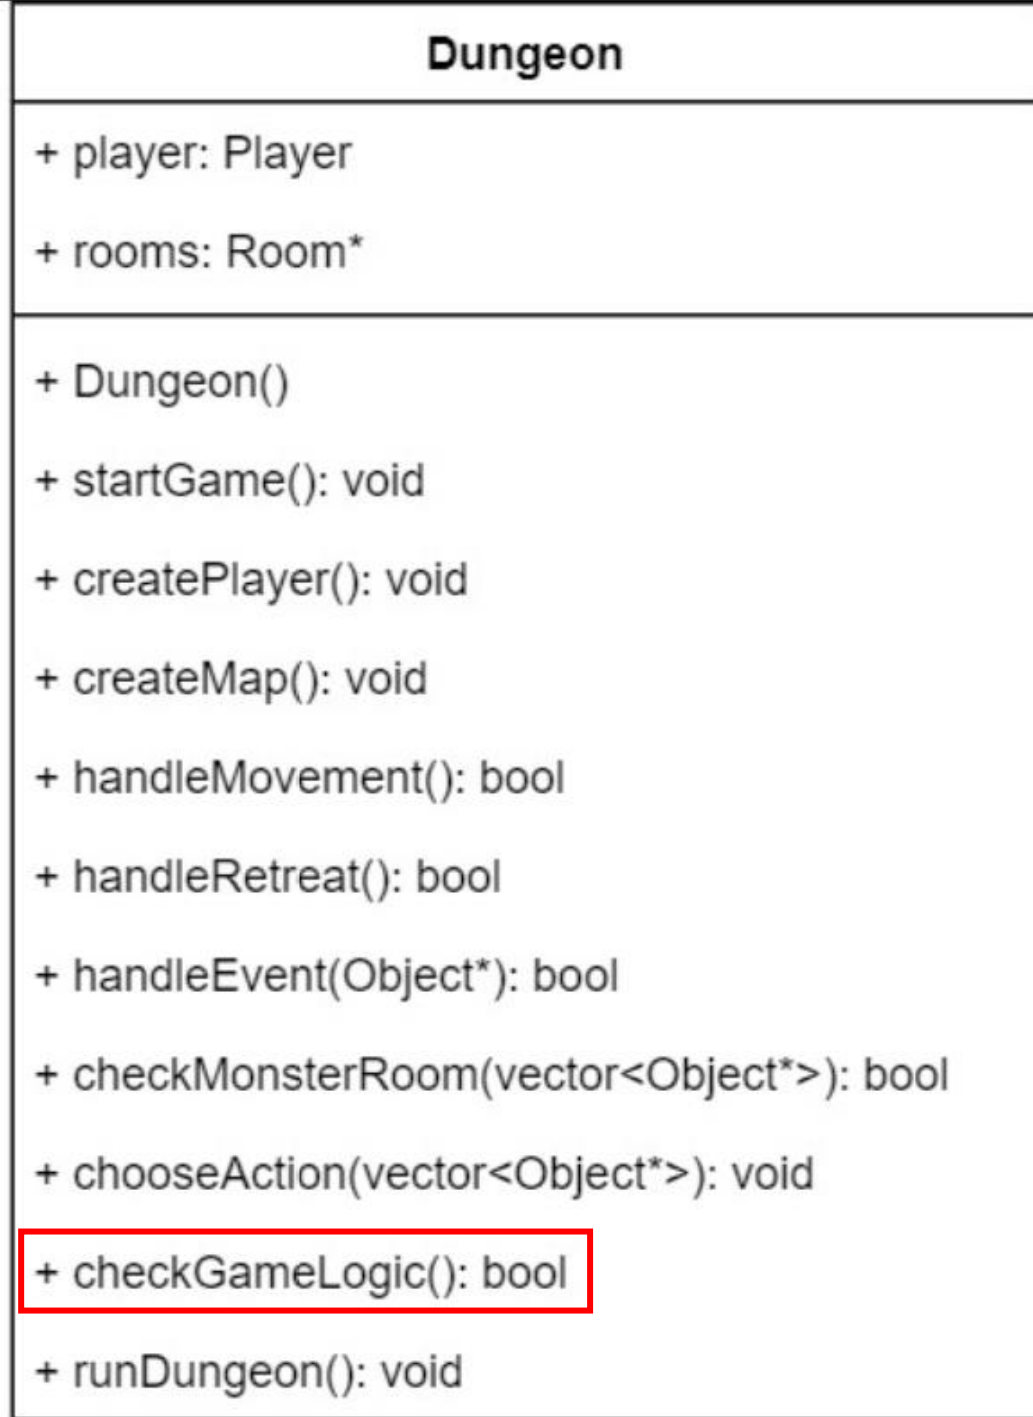 Dungeon
+ player: Player
+ rooms: Room*
+ Dungeon()
+ startGame(): void
+ createPlayer(): void
+ createMap(): void
+ handleMovement(): bool
+ handleRetreat(): bool
+ handleEvent(Object*): bool
+ checkMonsterRoom(vector<Object*>): bool
+ chooseAction(vector<Object*>): void
+ checkGameLogic(): bool
+ runDungeon(): void